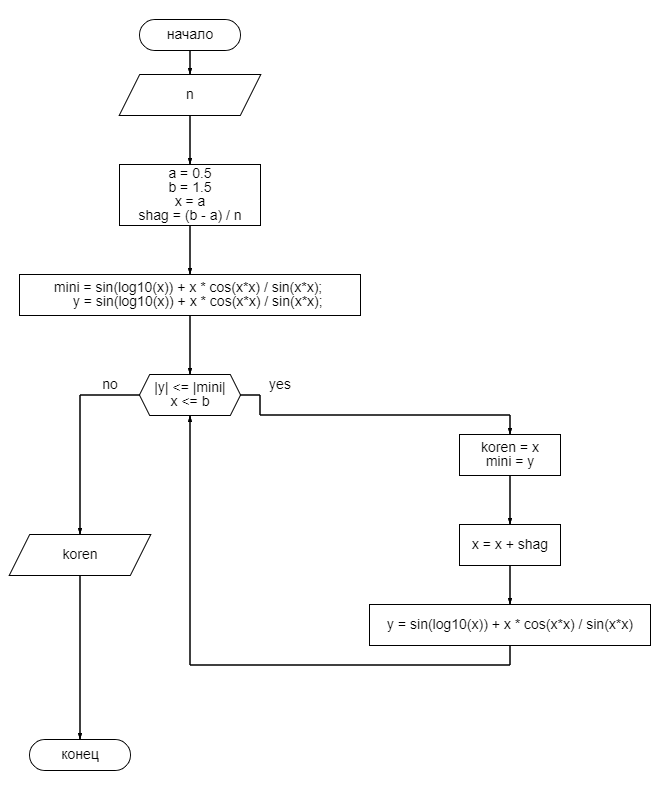 начало
n
a = 0.5
b = 1.5
x = a
shag = (b - a) / n
mini = sin(log10(x)) + x * cos(x*x) / sin(x*x);
y = sin(log10(x)) + x * cos(x*x) / sin(x*x);
no
|y| <= |mini|
x <= b
yes
koren = x
mini = y
x = x + shag
koren
y = sin(log10(x)) + x * cos(x*x) / sin(x*x)
конец